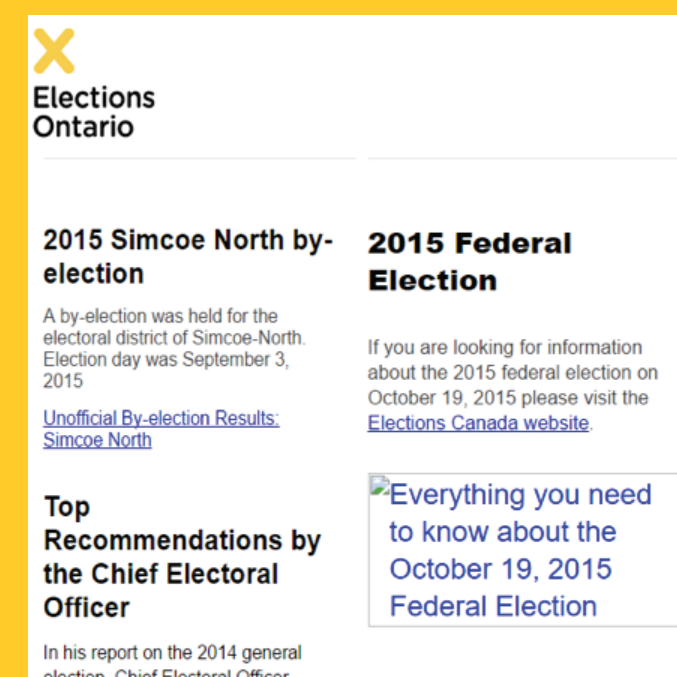 Elections
Ontario
2015 Simcoe North by-
election
A by-election was held for the
electoral district of Simcoe-North.
Election day was September 3,
2015
Unofficial By-election Results:
Simcoe North
Top
Recommendations by
the Chief Electoral
Officer
In his report on the 2014 general
election, Chief Electoral Officer
2015 Federal
Election
If you are looking for information
about the 2015 federal election on
October 19, 2015 please visit the
Elections Canada website.
Everything you need
to know about the
October 19, 2015
Federal Election